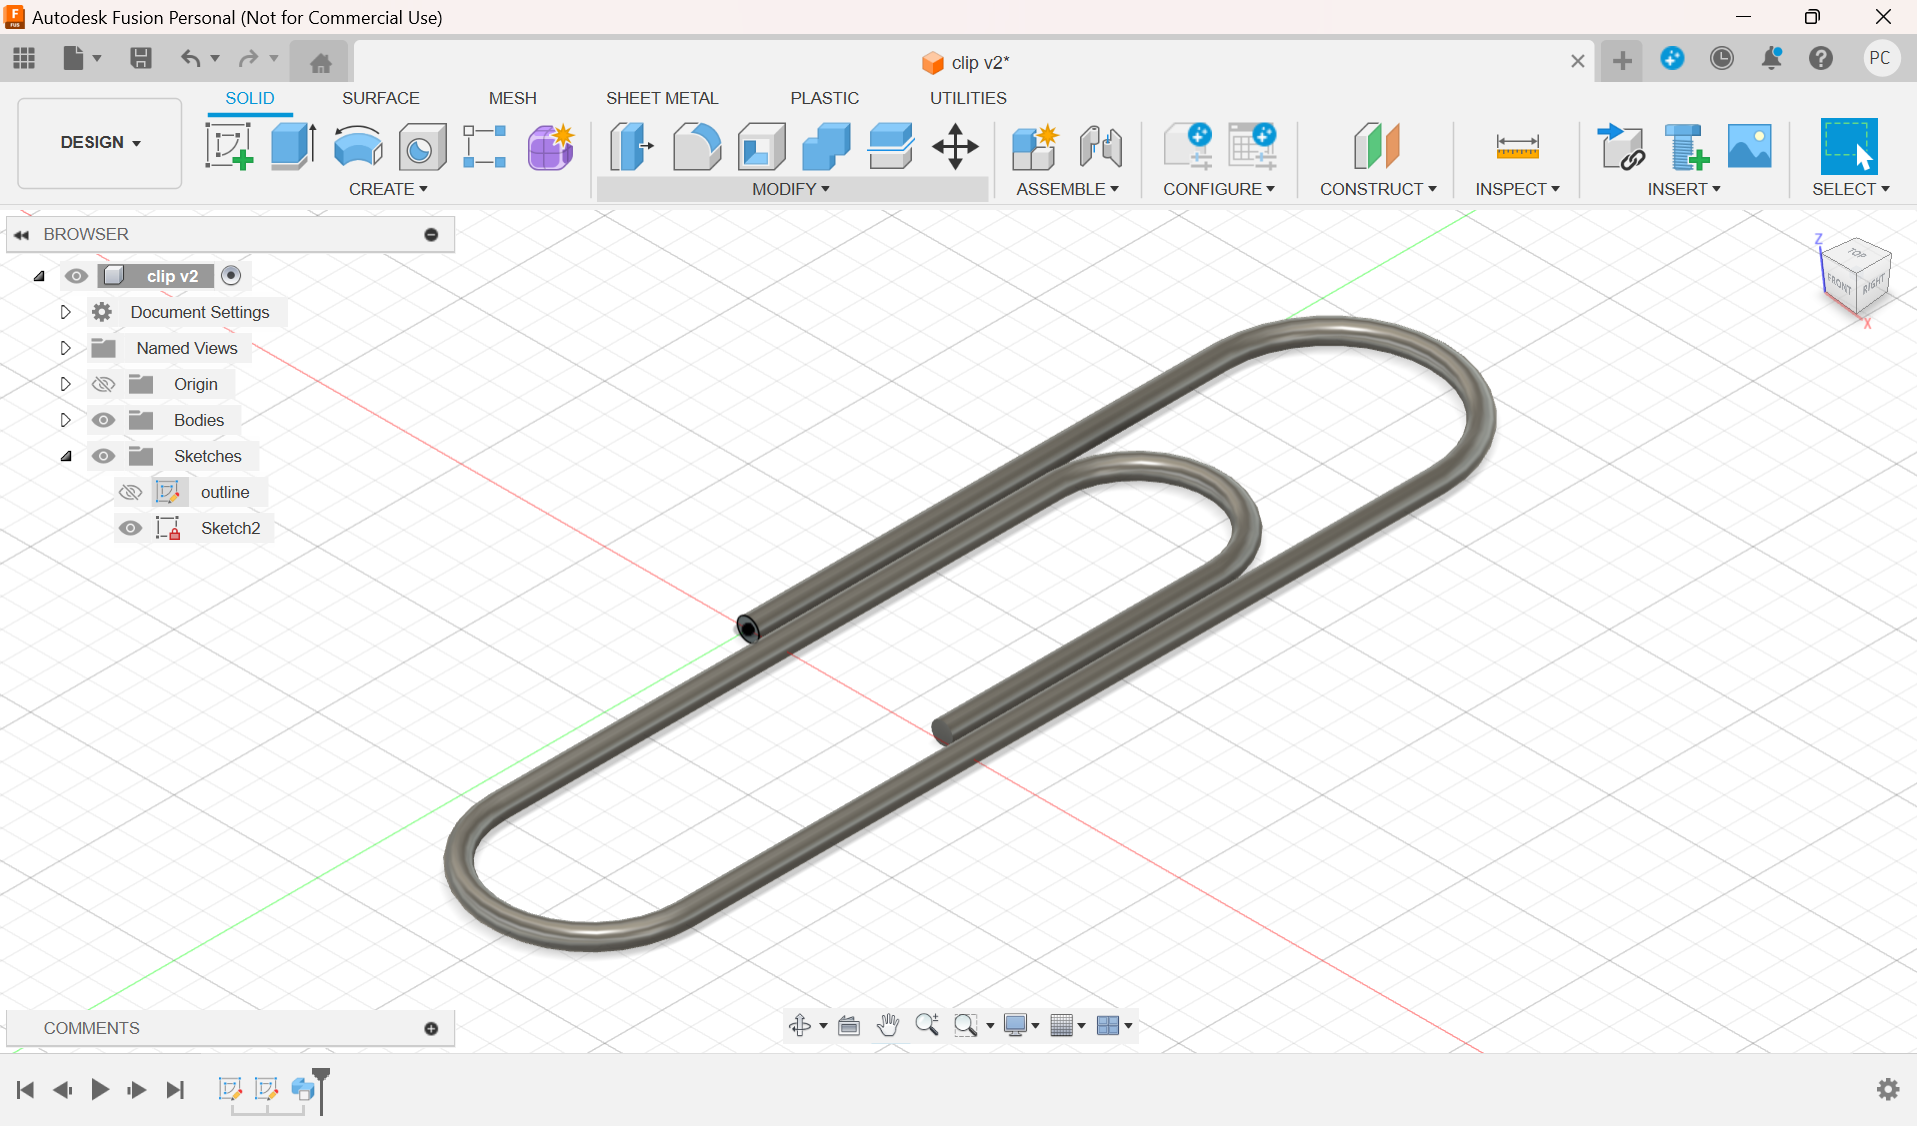 Autodesk Fusion Personal (Not for Commercial Use)
clip v2*
PC
SOLID SURFACE MESH SHEET METAL PLASTIC UTILITIES
DESIGN
CREATE MODIFY ASSEMBLE CONFIGURE CONSTRUCT INSPECT INSERT SELECT
BROWSER
clip v2
Document Settings
Named Views
Origin
Bodies
Sketches
outline
Sketch2
Z
TOP
FRONT RIGHT
X
COMMENTS